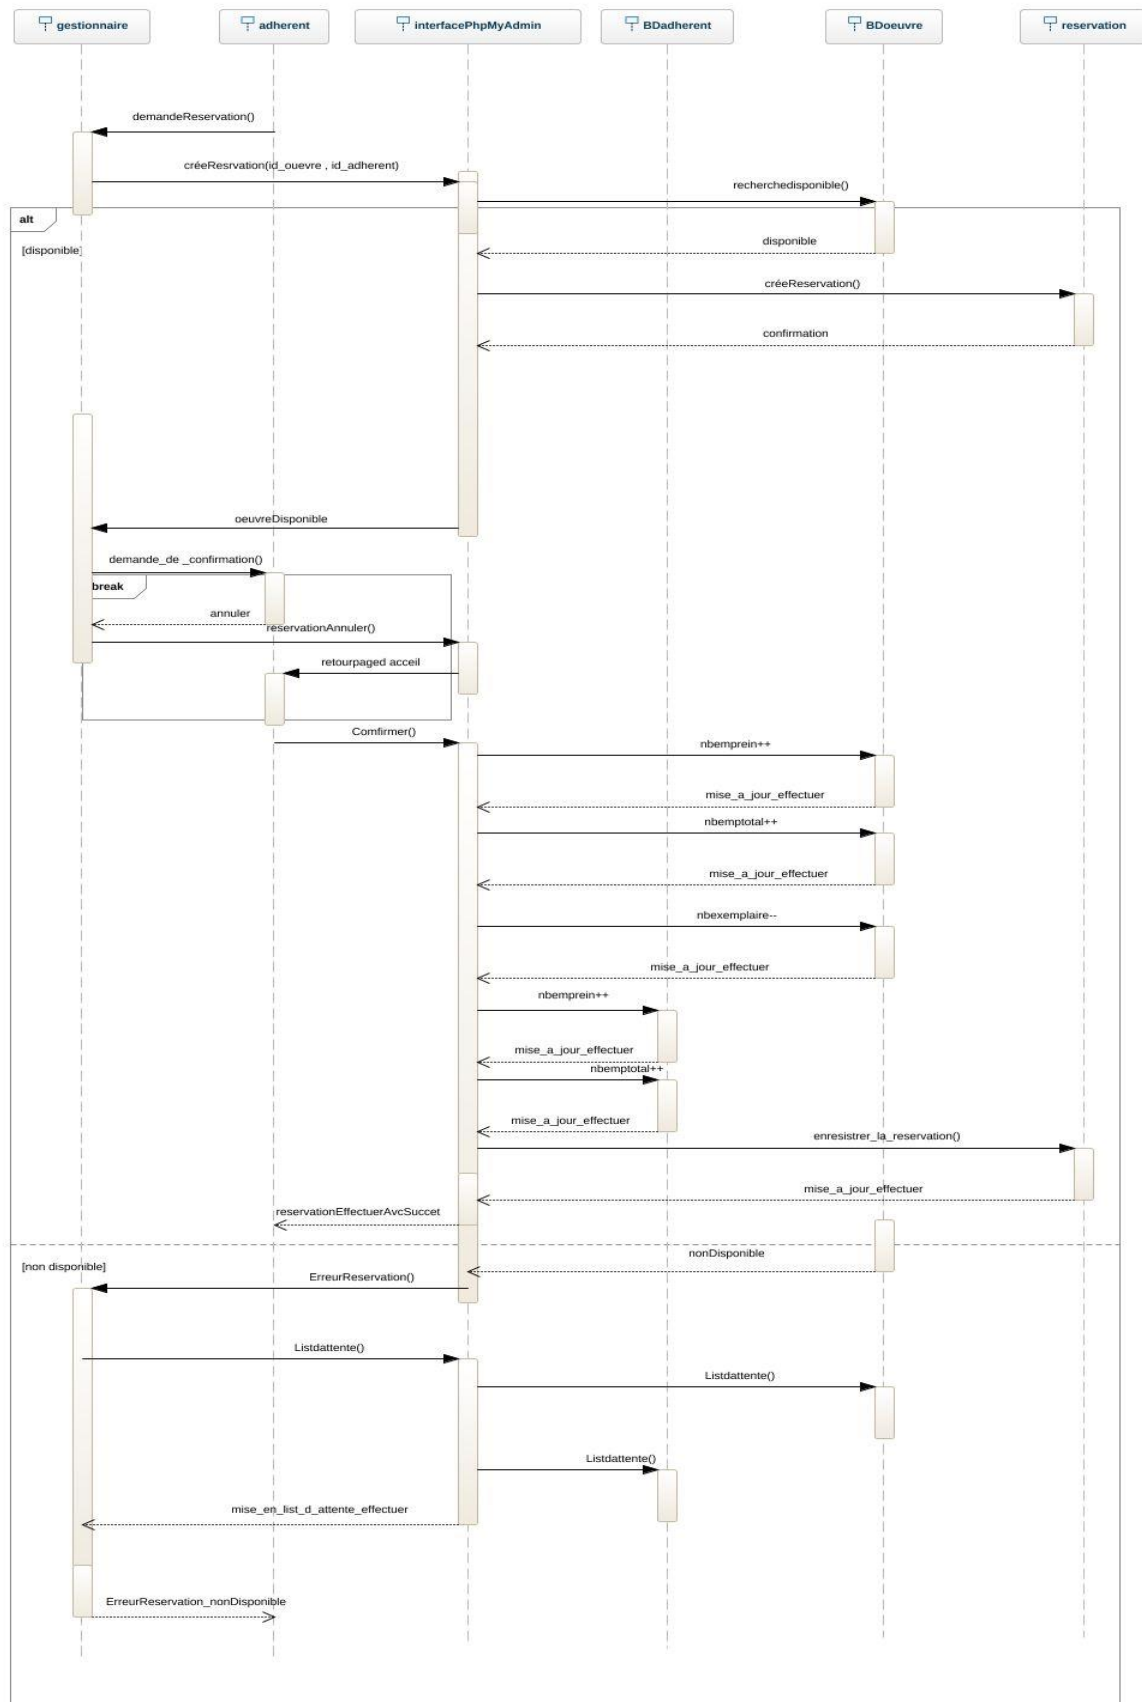 gestionnaire
adherent
interfacePhpMyAdmin
BDadherent
BDoeuvre
reservation
demandeReservation()
créeResrvation(id_ouevre , id_adherent)
recherchedisponible()
alt
[disponible]
disponible
créeReservation()
confirmation
oeuvreDisponible
demande_de _confirmation()
break
annuler
reservationAnnuler()
retourpaged acceil
Comfirmer()
nbemprein++
mise_a_jour_effectuer
nbemptotal++
mise_a_jour_effectuer
nbexemplaire--
mise_a_jour_effectuer
nbemprein++
mise_a_jour_effectuer
nbemptotal++
mise_a_jour_effectuer
enresistrer_la_reservation()
mise_a_jour_effectuer
reservationEffectuerAvcSuccet
nonDisponible
[non disponible]
ErreurReservation()
Listdattente()
Listdattente()
Listdattente()
mise_en_list_d_attente_effectuer
ErreurReservation_nonDisponible